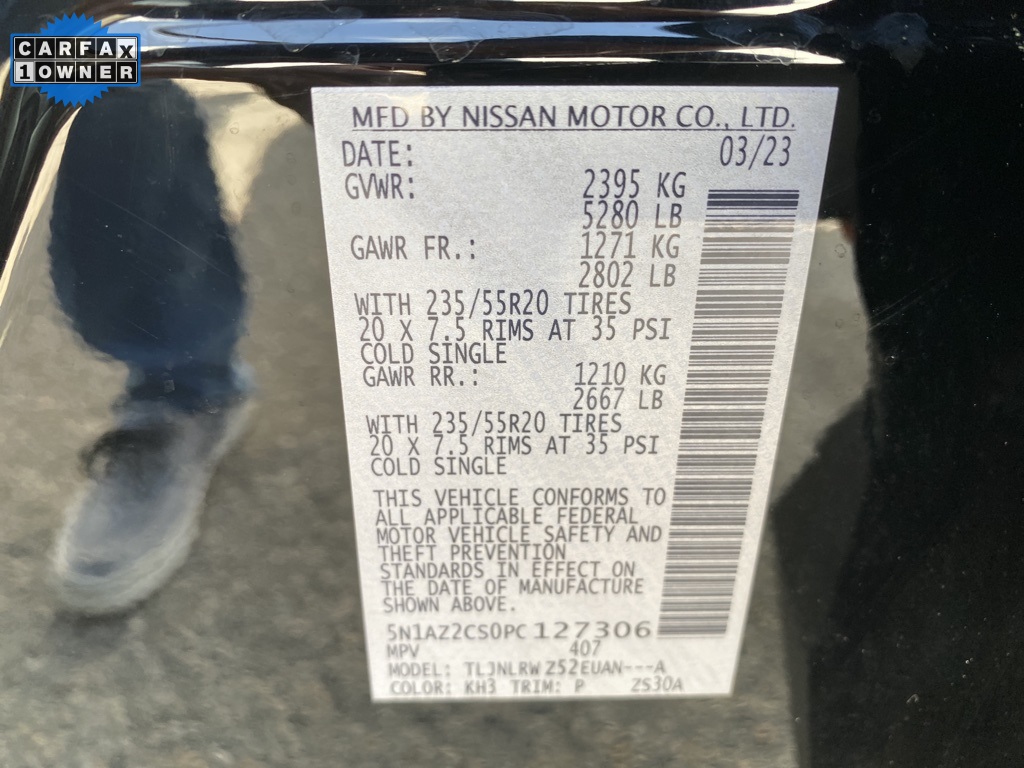 CARFAX
1 OWNER
MFD BY NISSAN MOTOR CO., LTD.
DATE: 03/23
GVWR: 2395 KG
5280 LB
GAWR FR.: 1271 KG
2802 LB
WITH 235/55R20 TIRES
20 X 7.5 RIMS AT 35 PSI
COLD SINGLE
GAWR RR.: 1210 KG
2667 LB
WITH 235/55R20 TIRES
20 X 7.5 RIMS AT 35 PSI
COLD SINGLE
THIS VEHICLE CONFORMS TO
ALL APPLICABLE FEDERAL
MOTOR VEHICLE SAFETY AND
THEFT PREVENTION
STANDARDS IN EFFECT ON
THE DATE OF MANUFACTURE
SHOWN ABOVE.
5N1AZ2CS0PC127306
MPV 407
MODEL: TLJNLRW Z52EUAN---A
COLOR: KH3 TRIM: P ZS30A